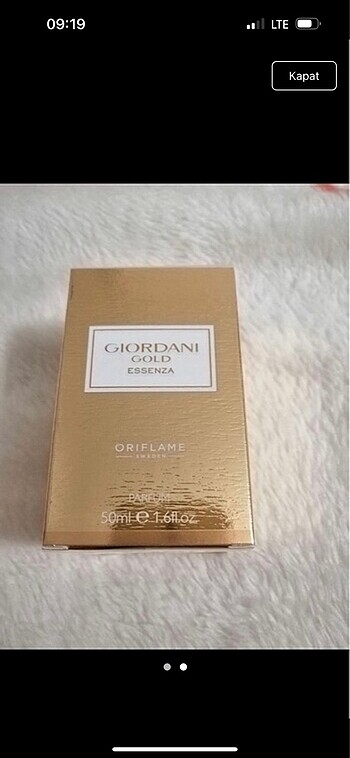 09:19
LTE
Kapat
GIORDANI
GOLD
ESSENZA
ORIFLAME
SWEDEN
PARFUM
50ml e 1.6fl.oz.